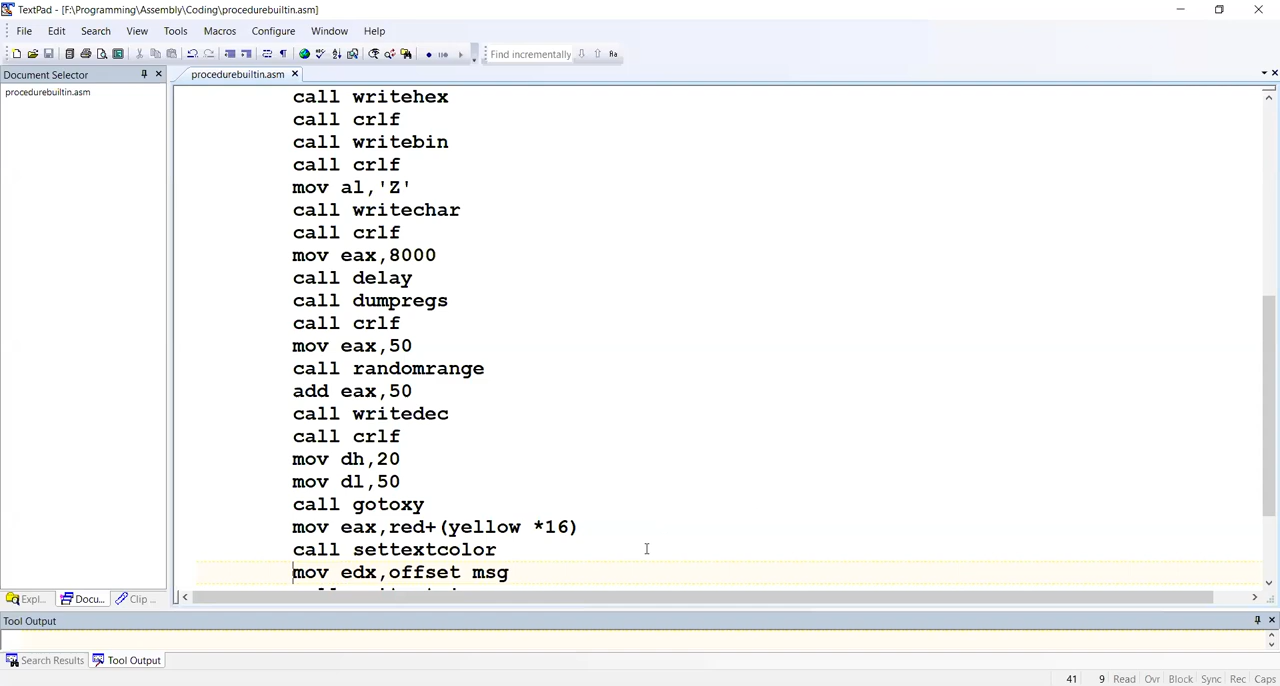 TextPad - [F:\Programming\Assembly\Coding\procedurebuiltin.asm]
File Edit Search View Tools Macros Configure Window Help
Find incrementally
Document Selector
procedurebuiltin.asm
procedurebuiltin.asm
call writehex
call crlf
call writebin
call crlf
mov al,'Z'
call writechar
call crlf
mov eax,8000
call delay
call dumpregs
call crlf
mov eax,50
call randomrange
add eax,50
call writedec
call crlf
mov dh,20
mov dl,50
call gotoxy
mov eax,red+(yellow *16)
call settextcolor
mov edx,offset msg
Expl... Docu... Clip ...
Tool Output
Search Results Tool Output
41 9 Read Ovr Block Sync Rec Caps